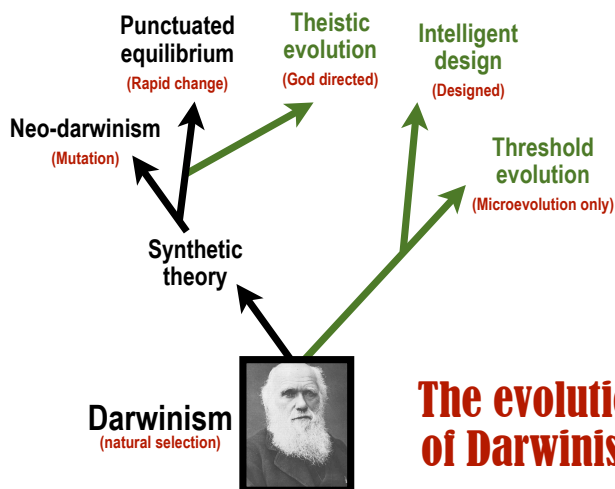 Punctuated
equilibrium
(Rapid change)
Theistic
evolution
(God directed)
Intelligent
design
(Designed)
Neo-darwinism
(Mutation)
Threshold
evolution
(Microevolution only)
Synthetic
theory
Darwinism
(natural selection)
The evolutio
of Darwinis